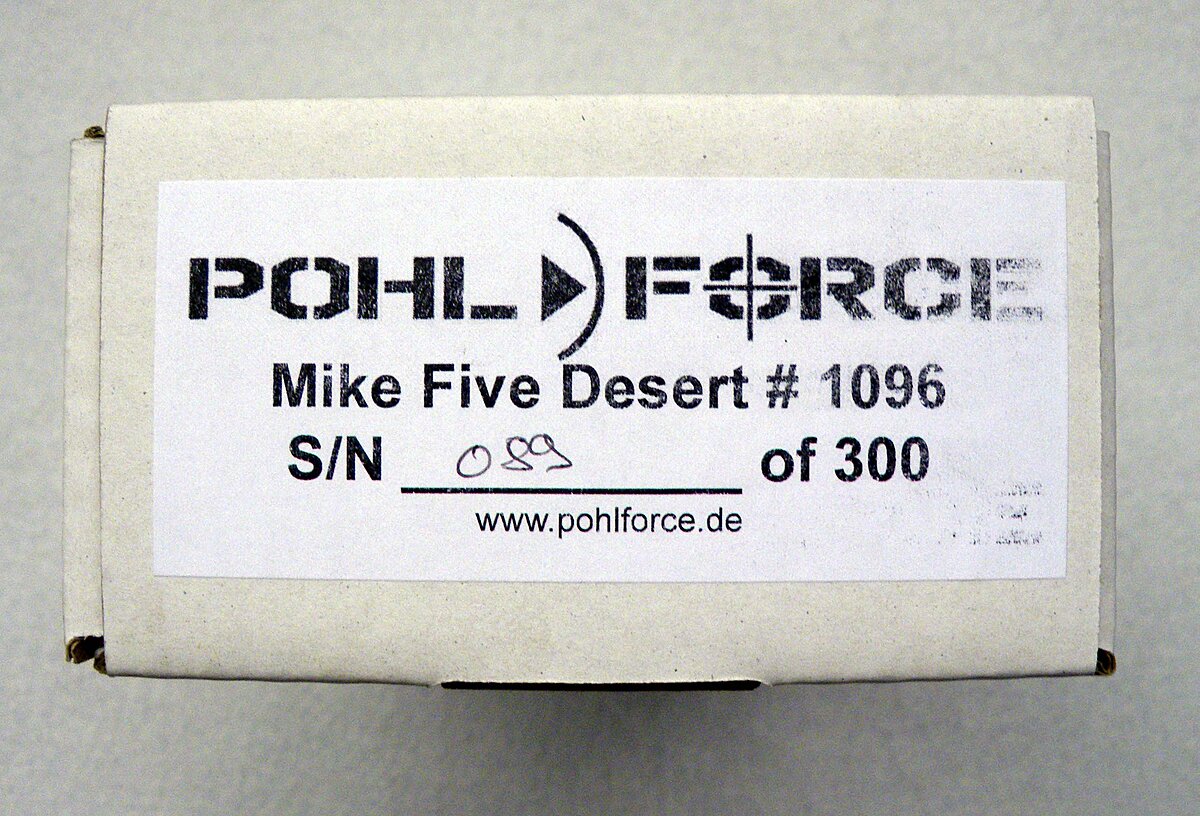 POHL FORCE
Mike Five Desert # 1096
S/N 089 of 300
www.pohlforce.de